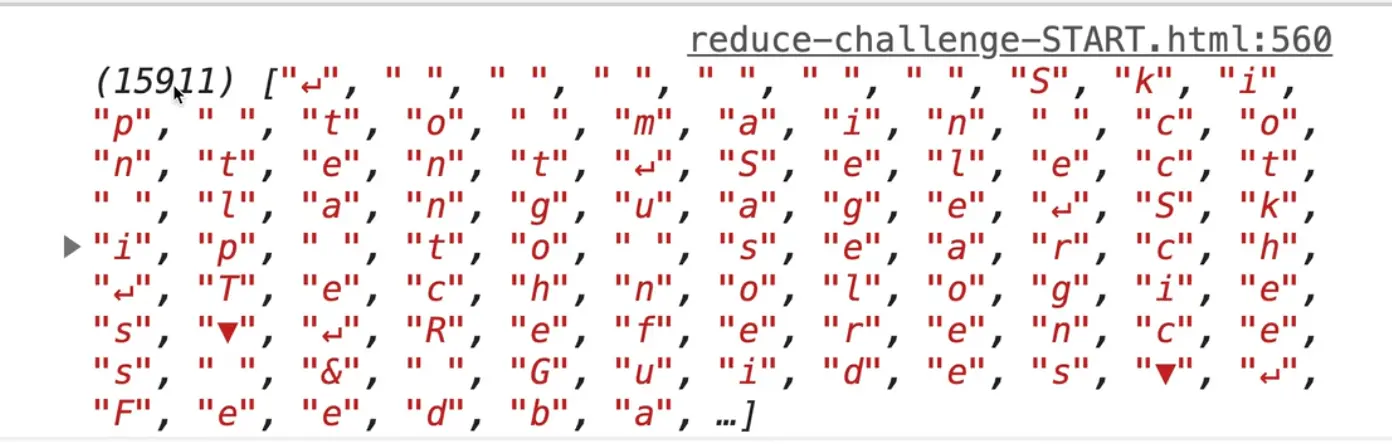 reduce-challenge-START.html:560
(15911) ["↵", " ", " ", " ", " ", " ", " ", "S", "k", "i",
"p", " ", "t", "o", " ", "m", "a", "i", "n", " ", "c", "o",
"n", "t", "e", "n", "t", "↵", "S", "e", "l", "e", "c", "t",
" ", "l", "a", "n", "g", "u", "a", "g", "e", "↵", "S", "k",
▶ "i", "p", " ", "t", "o", " ", "s", "e", "a", "r", "c", "h",
"↵", "T", "e", "c", "h", "n", "o", "l", "o", "g", "i", "e",
"s", "▼", "↵", "R", "e", "f", "e", "r", "e", "n", "c", "e",
"s", " ", "&", " ", "G", "u", "i", "d", "e", "s", "▼", "↵",
"F", "e", "e", "d", "b", "a", …]